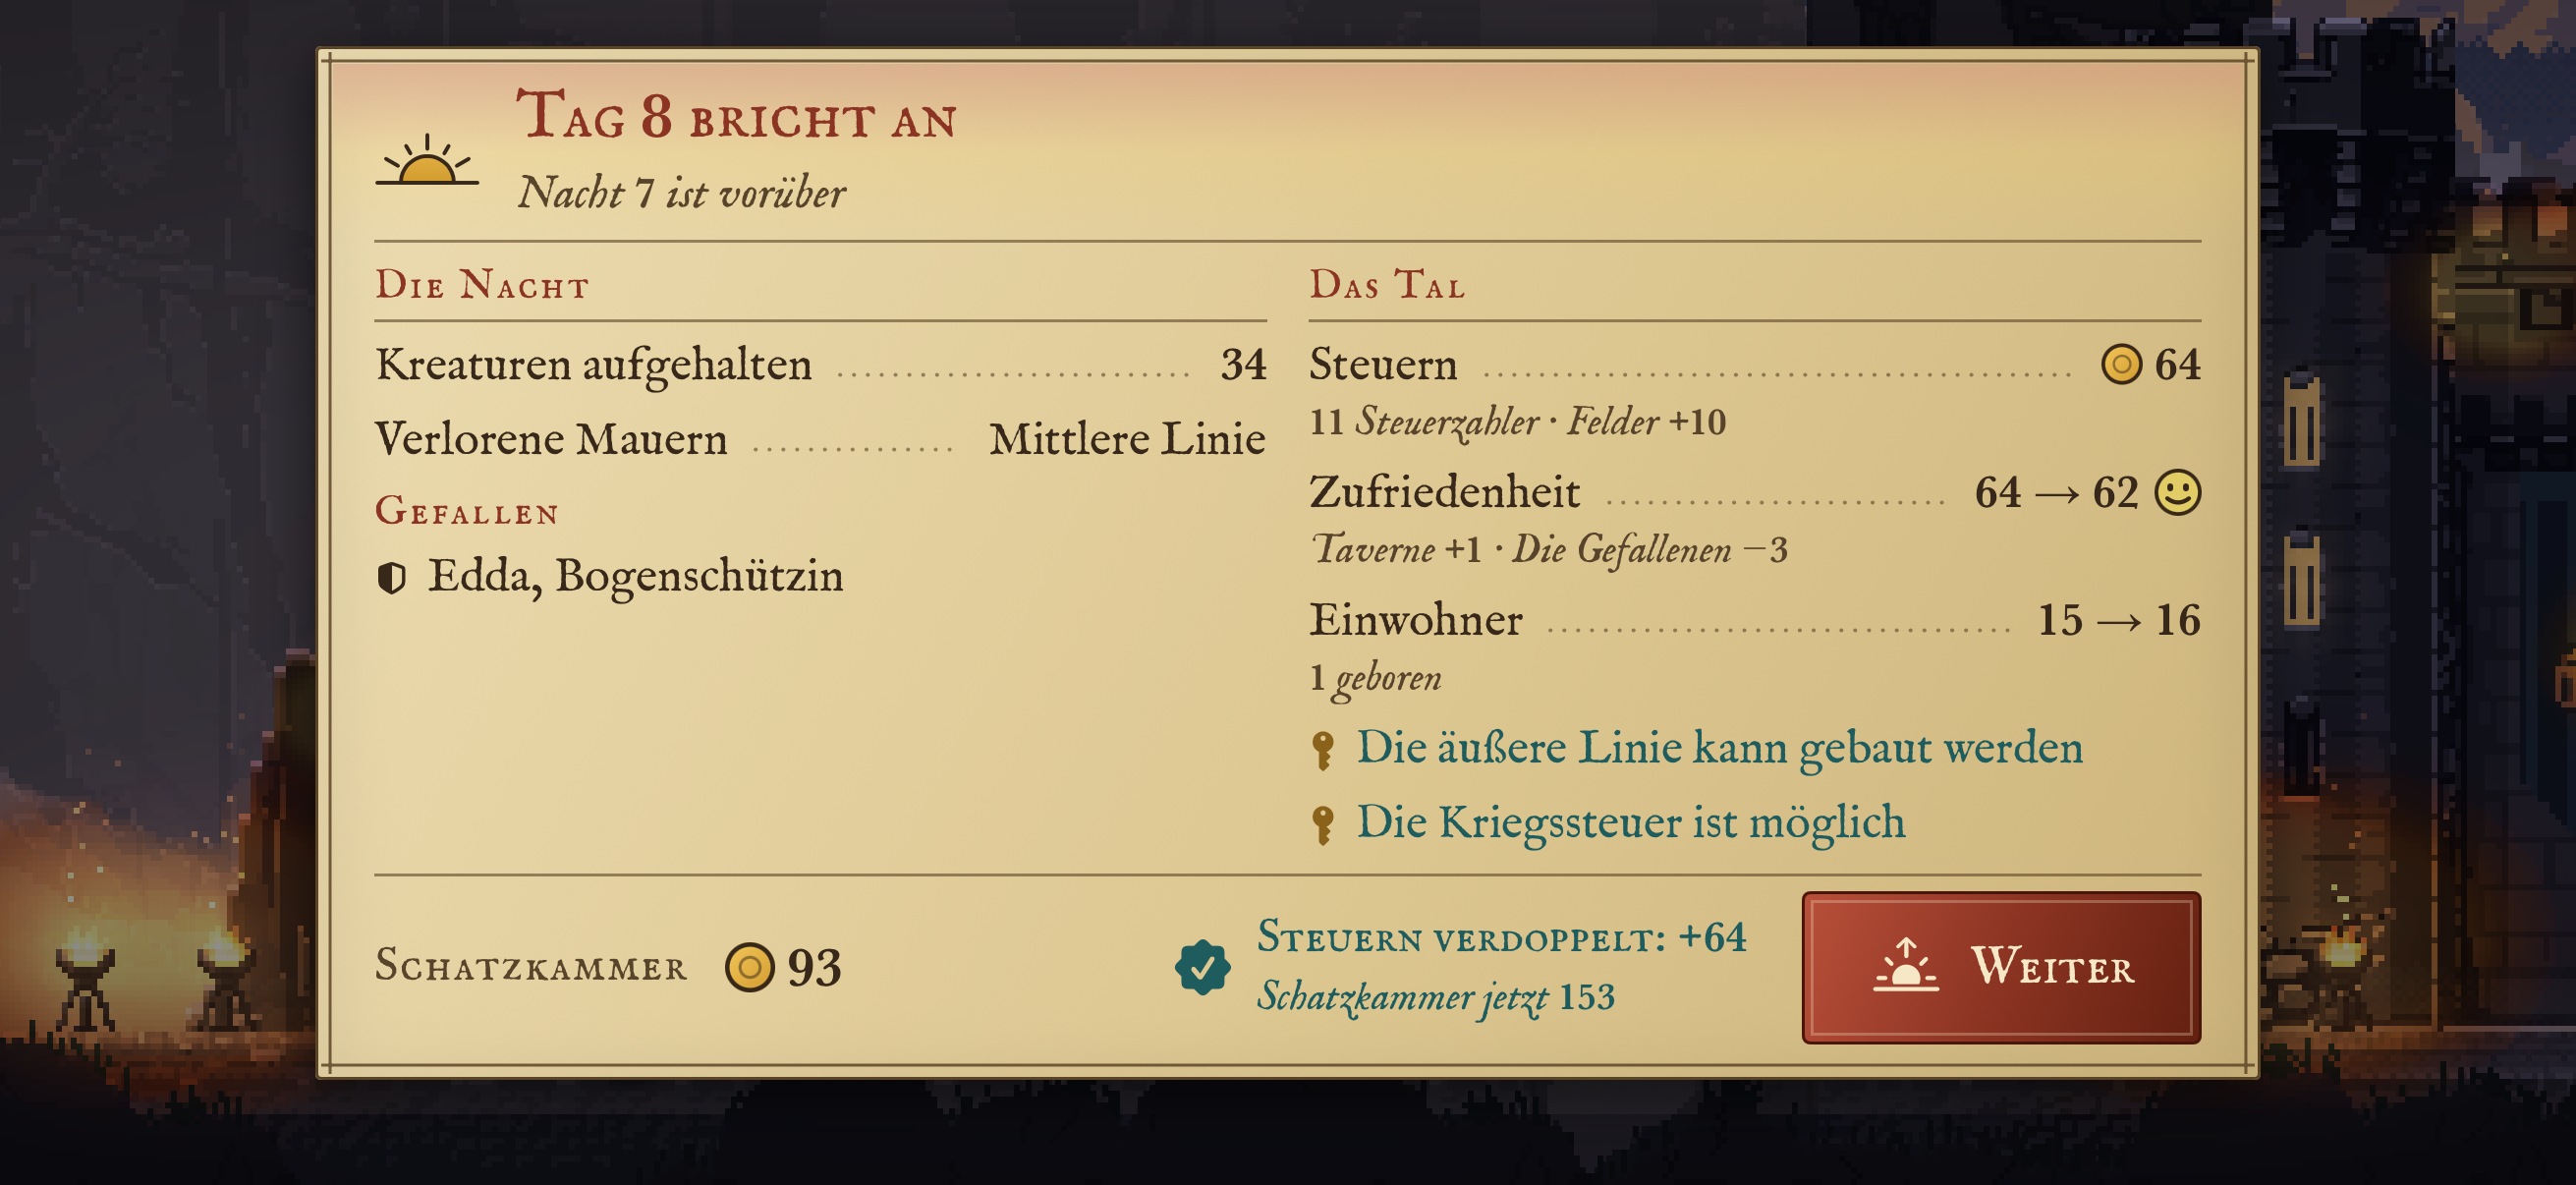 Tag 8 bricht an
Nacht 7 ist vorüber
Die Nacht
Kreaturen aufgehalten 34
Verlorene Mauern Mittlere Linie
Gefallen
Edda, Bogenschützin
Das Tal
Steuern 64
11 Steuerzahler · Felder +10
Zufriedenheit 64 → 62
Taverne +1 · Die Gefallenen −3
Einwohner 15 → 16
1 geboren
Die äußere Linie kann gebaut werden
Die Kriegssteuer ist möglich
Schatzkammer 93
Steuern verdoppelt: +64
Schatzkammer jetzt 153
Weiter